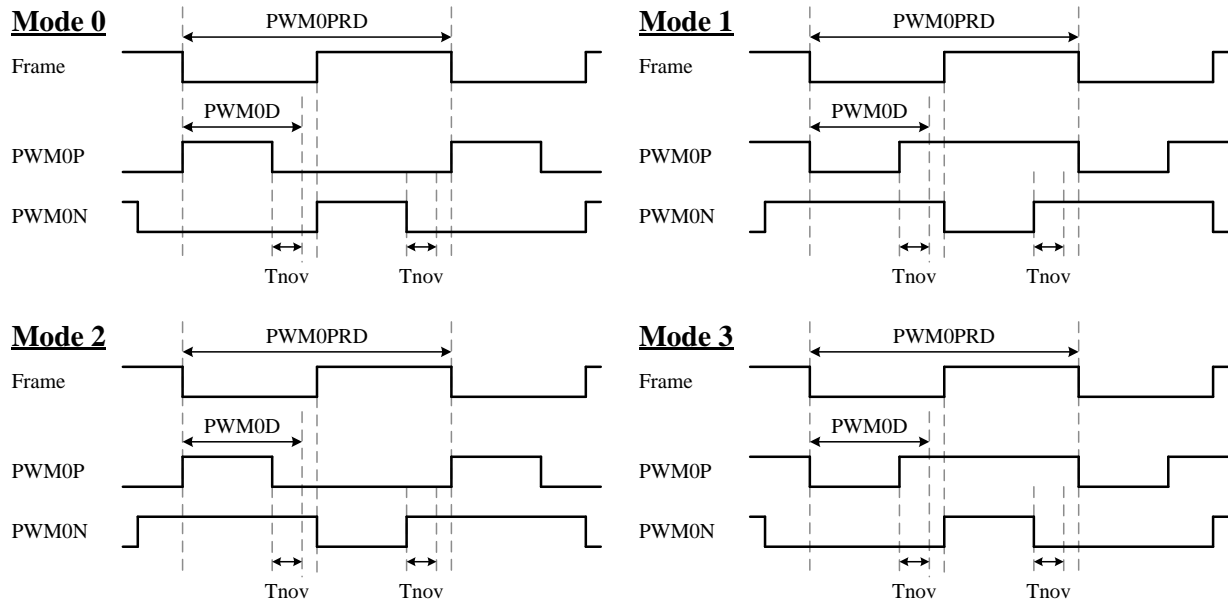 Mode 0
PWM0PRD
Frame
PWM0D
PWM0P
PWM0N
Tnov
Tnov
Mode 1
PWM0PRD
Frame
PWM0D
PWM0P
PWM0N
Tnov
Tnov
Mode 2
PWM0PRD
Frame
PWM0D
PWM0P
PWM0N
Tnov
Tnov
Mode 3
PWM0PRD
Frame
PWM0D
PWM0P
PWM0N
Tnov
Tnov